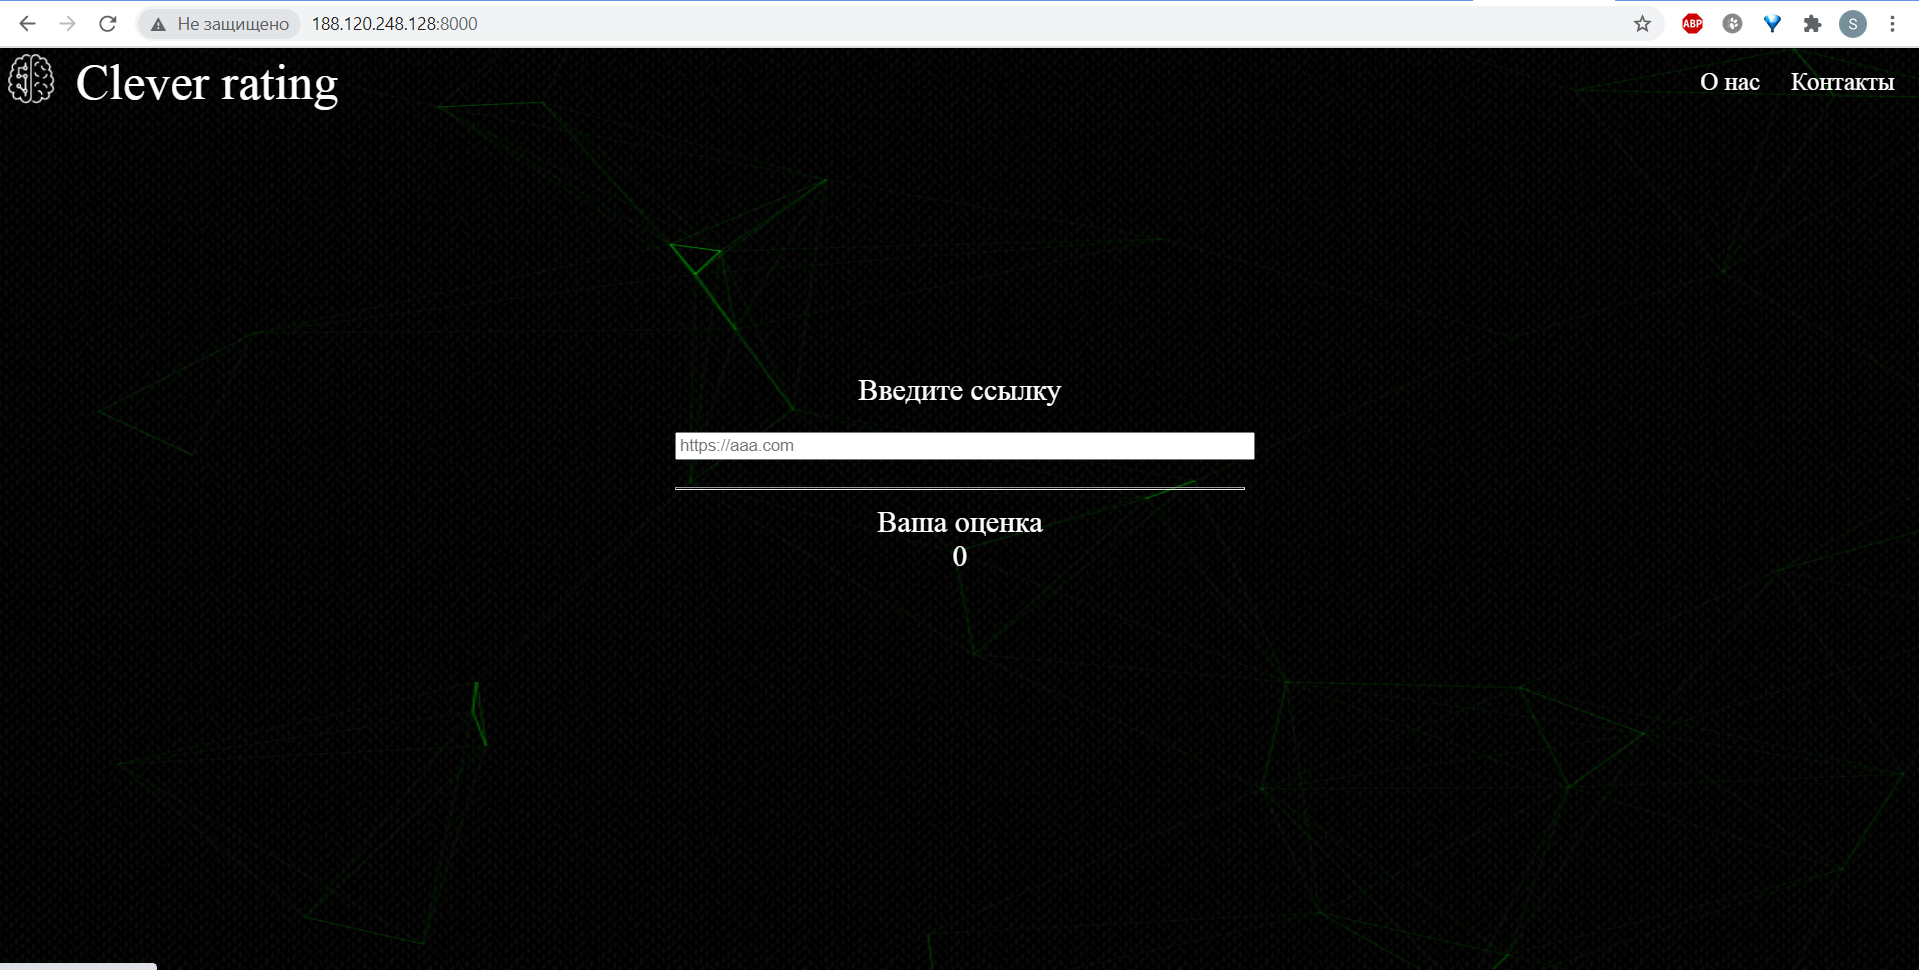 Не защищено
188.120.248.128:8000
ABP
S
Clever rating
О нас
Контакты
Введите ссылку
https://aaa.com
Ваша оценка
0